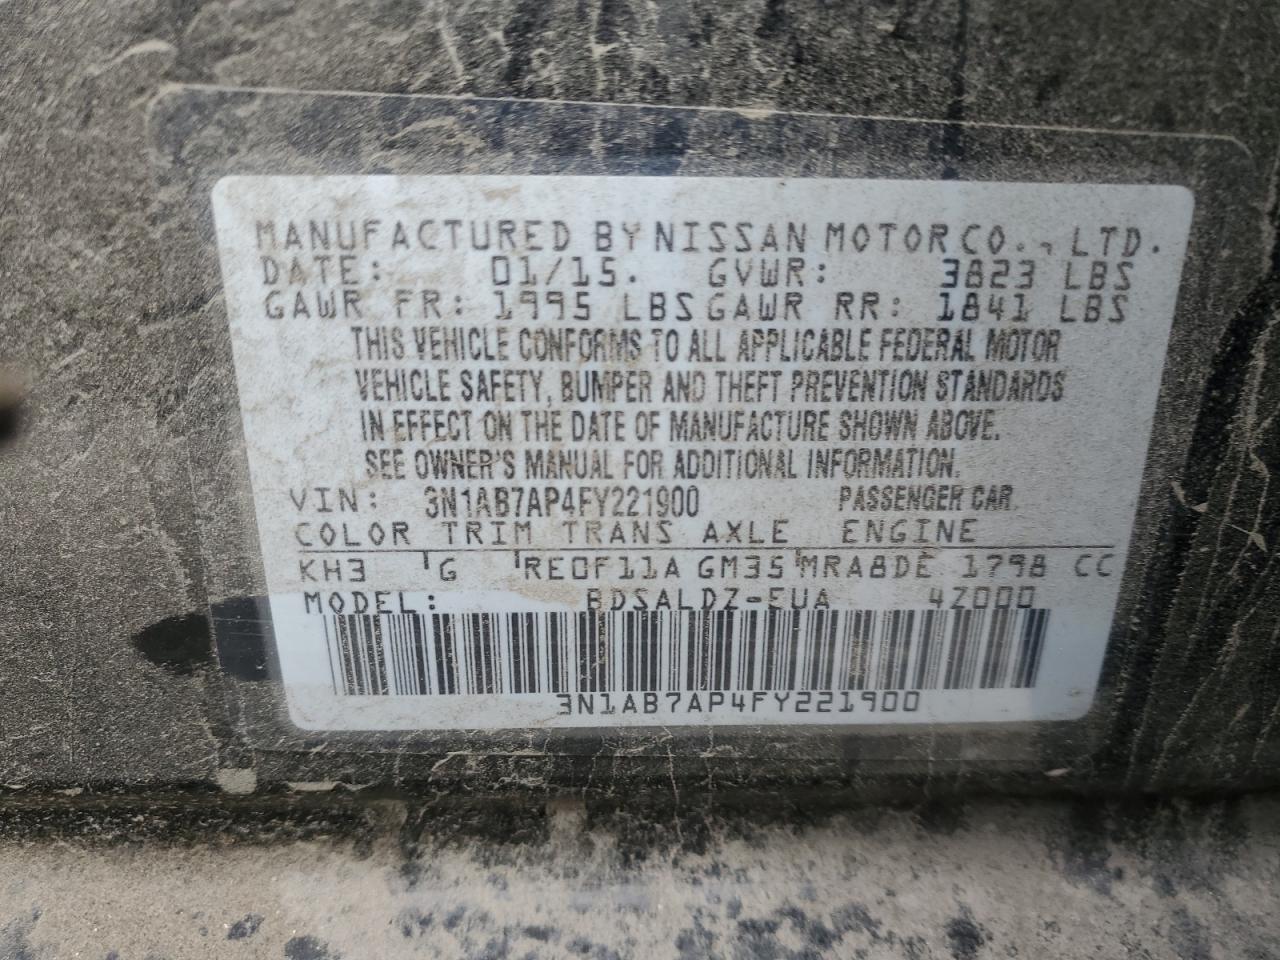 MANUFACTURED BY NISSAN MOTOR CO., LTD.
DATE: 01/15. GVWR: 3823 LBS
GAWR FR: 1995 LBS GAWR RR: 1841 LBS
THIS VEHICLE CONFORMS TO ALL APPLICABLE FEDERAL MOTOR
VEHICLE SAFETY, BUMPER AND THEFT PREVENTION STANDARDS
IN EFFECT ON THE DATE OF MANUFACTURE SHOWN ABOVE.
SEE OWNER'S MANUAL FOR ADDITIONAL INFORMATION.
VIN: 3N1AB7AP4FY221900 PASSENGER CAR
COLOR TRIM TRANS AXLE ENGINE
KH3 G RE0F11A GM35 MRA8DE 1798 CC
MODEL: BDSALDZ-EUA 4Z000
3N1AB7AP4FY221900